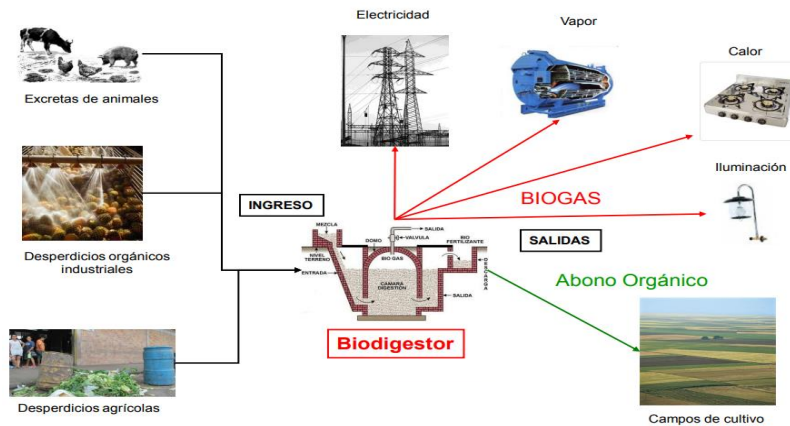 Electricidad
Vapor
Calor
Excretas de animales
Iluminación
INGRESO
BIOGAS
MEZCLA
SALIDA
VALVULA
DOMO
BIO
FERTILIZANTE
SALIDAS
NIVEL
TERRENO
BIO GAS
ENTRADA
CAMARA
DIGESTIÓN
DESCARGA
SALIDA
Desperdicios orgánicos
industriales
Abono Orgánico
Biodigestor
Desperdicios agrícolas
Campos de cultivo